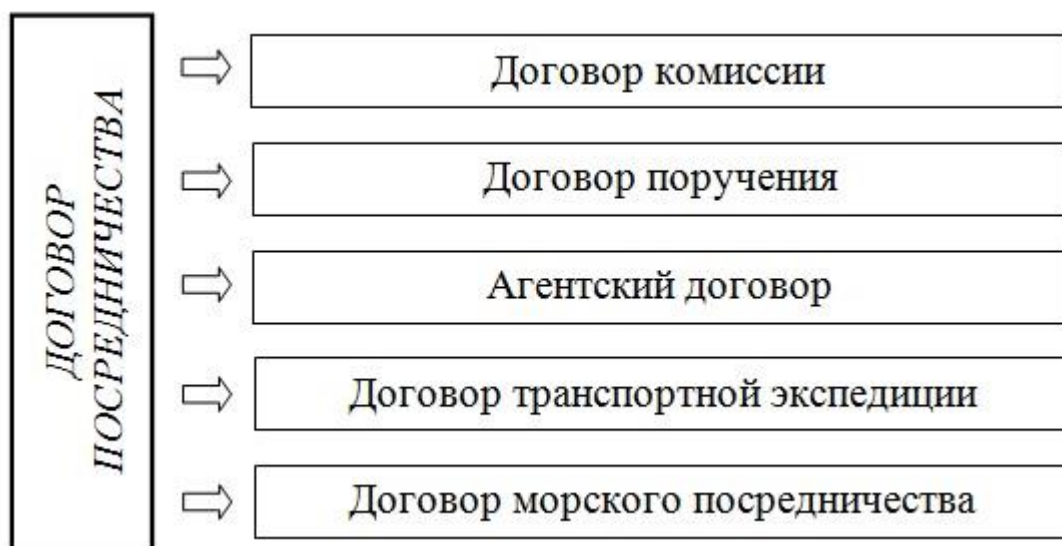 ДОГОВОР
ПОСРЕДНИЧЕСТВА
Договор комиссии
Договор поручения
Агентский договор
Договор транспортной экспедиции
Договор морского посредничества